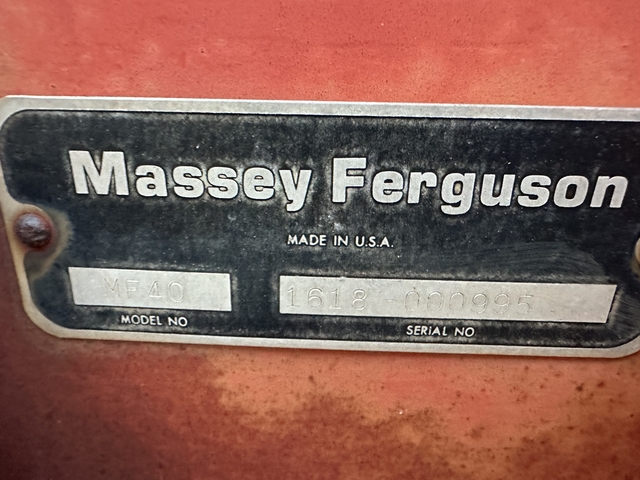 Massey Ferguson
MADE IN U.S.A.
MF40 1618-000995
MODEL NO SERIAL NO